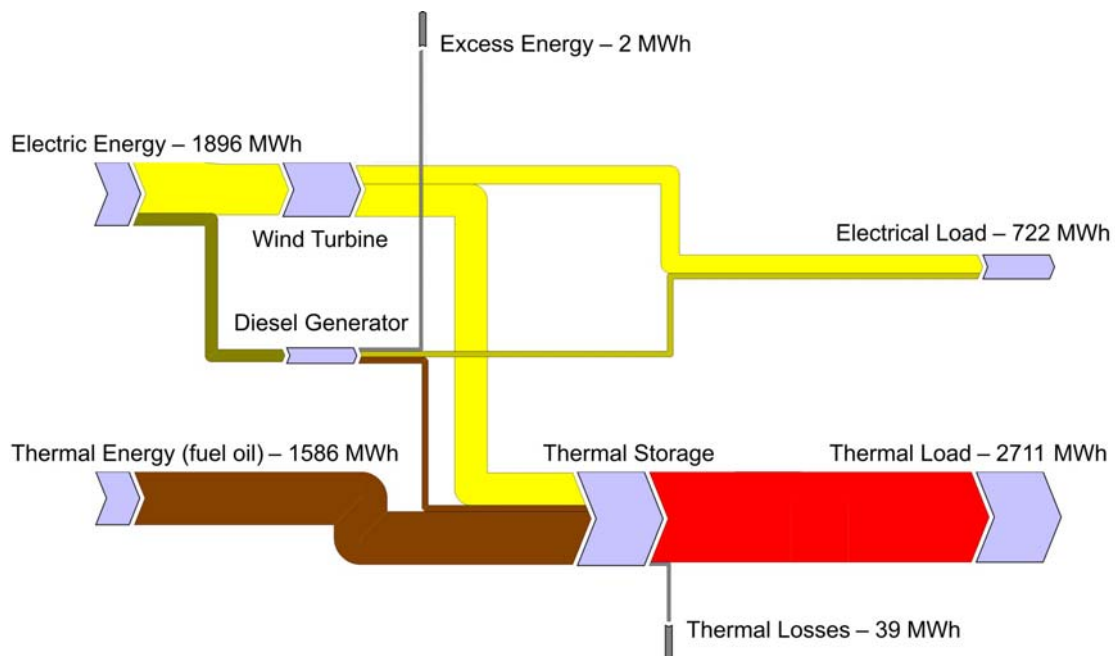 Excess Energy – 2 MWh
Electric Energy – 1896 MWh
Wind Turbine
Electrical Load – 722 MWh
Diesel Generator
Thermal Energy (fuel oil) – 1586 MWh
Thermal Storage
Thermal Load – 2711 MWh
Thermal Losses – 39 MWh